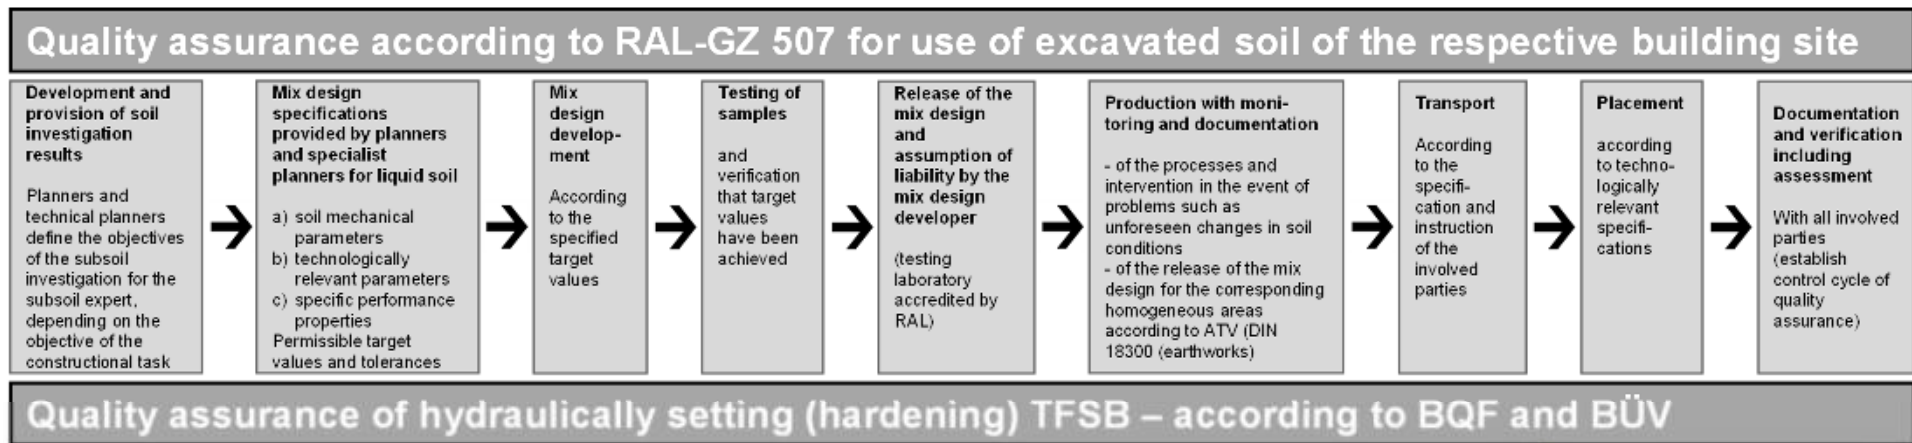 Quality assurance according to RAL-GZ 507 for use of excavated soil of the respective building site
Development and
provision of soil
investigation
results
Planners and
technical planners
define the objectives
of the subsoil
investigation for the
subsoil expert,
depending on the
objective of the
constructional task
Mix design
specifications
provided by planners
and specialist
planners for liquid soil
a) soil mechanical
parameters
b) technologically
relevant parameters
c) specific performance
properties
Permissible target
values and tolerances
Mix
design
develop-
ment
According
to the
specified
target
values
Testing of
samples
and
verification
that target
values
have been
achieved
Release of the
mix design
and
assumption of
liability by the
mix design
developer
(testing
laboratory
accredited by
RAL)
Production with moni-
toring and documentation
- of the processes and
intervention in the event of
problems such as
unforeseen changes in soil
conditions
- of the release of the mix
design for the corresponding
homogeneous areas
according to ATV (DIN
18300 (earthworks)
Transport
According
to the
specifi-
cation and
instruction
of the
involved
parties
Placement
according
to techno-
logically
relevant
specifi-
cations
Documentation
and verification
including
assessment
With all involved
parties
(establish
control cycle of
quality
assurance)
Quality assurance of hydraulically setting (hardening) TFSB – according to BQF and BÜV